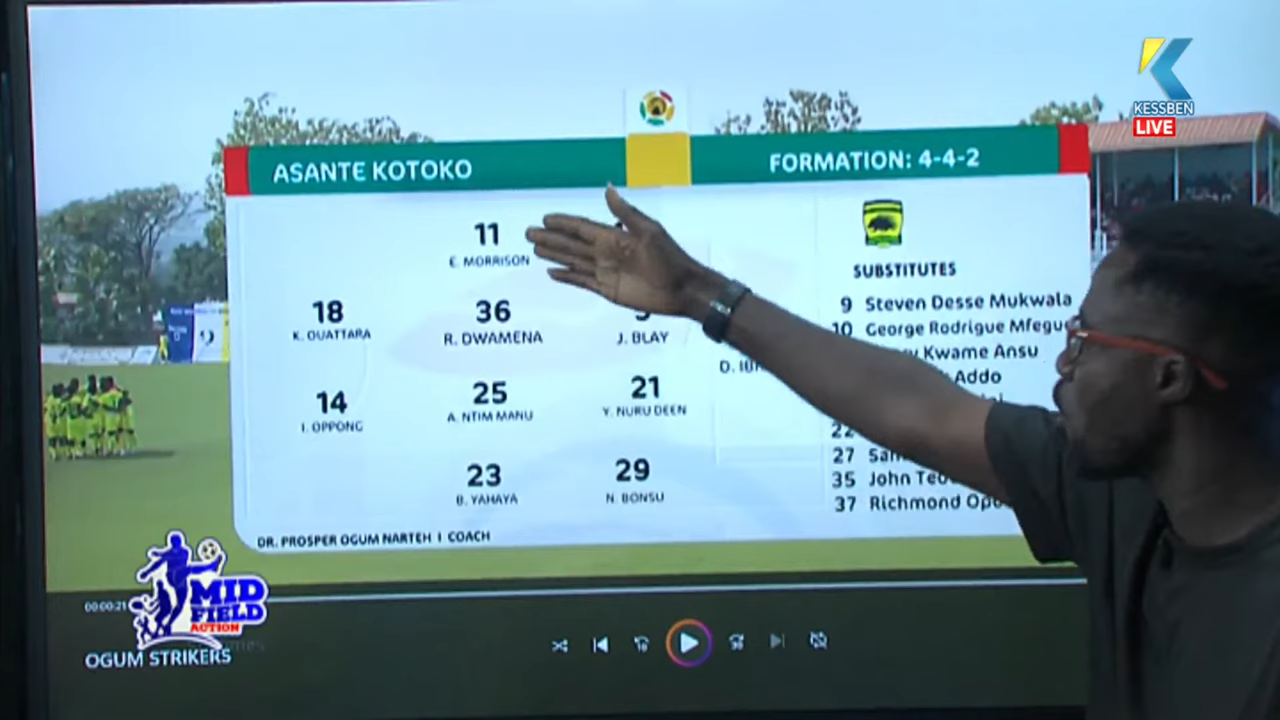 KESSBEN
LIVE
ASANTE KOTOKO
FORMATION: 4-4-2
11
E. MORRISON
18
K. OUATTARA
36
R. DWAMENA
J. BLAY
14
I. OPPONG
25
A. NTIM MANU
21
Y. NURU DEEN
23
B. YAHAYA
29
N. BONSU
DR. PROSPER OGUM NARTEH I COACH
SUBSTITUTES
9 Steven Desse Mukwala
10 George Rodrigue
Kwame Ansu
Addo
22
27
35 John
37 Richmond
00:00:21
MID
FIELD
ACTION
OGUM STRIKERS